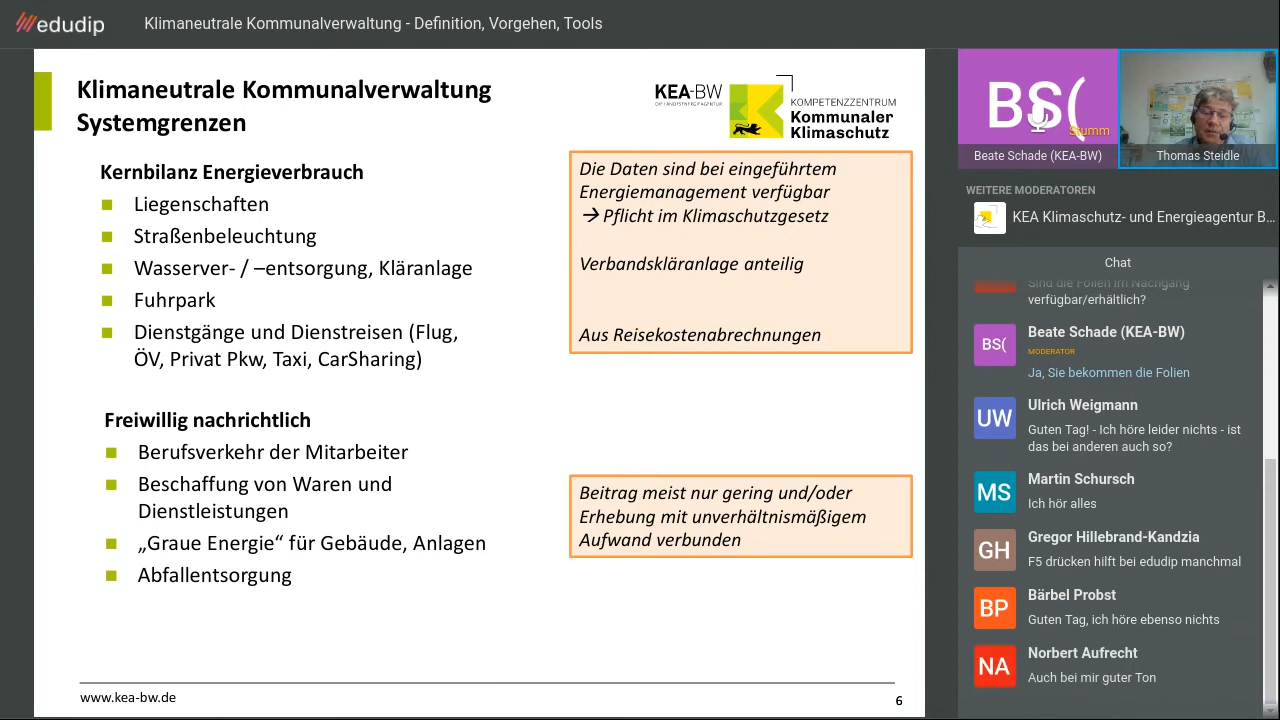 edudip
Klimaneutrale Kommunalverwaltung - Definition, Vorgehen, Tools
Klimaneutrale Kommunalverwaltung
Systemgrenzen
KEA-BW
DIE LANDESENERGIEAGENTUR
KOMPETENZZENTRUM
Kommunaler
Klimaschutz
Kernbilanz Energieverbrauch
Liegenschaften
Straßenbeleuchtung
Wasserver- / –entsorgung, Kläranlage
Fuhrpark
Dienstgänge und Dienstreisen (Flug,
ÖV, Privat Pkw, Taxi, CarSharing)
Die Daten sind bei eingeführtem
Energiemanagement verfügbar
→ Pflicht im Klimaschutzgesetz
Verbandskläranlage anteilig
Aus Reisekostenabrechnungen
Freiwillig nachrichtlich
Berufsverkehr der Mitarbeiter
Beschaffung von Waren und
Dienstleistungen
„Graue Energie“ für Gebäude, Anlagen
Abfallentsorgung
Beitrag meist nur gering und/oder
Erhebung mit unverhältnismäßigem
Aufwand verbunden
www.kea-bw.de
6
BS(
Stumm
Beate Schade (KEA-BW)
Thomas Steidle
WEITERE MODERATOREN
KEA Klimaschutz- und Energieagentur B...
Chat
Sind die Folien im Nachgang
verfügbar/erhältlich?
BS(
Beate Schade (KEA-BW)
MODERATOR
Ja, Sie bekommen die Folien
UW
Ulrich Weigmann
Guten Tag! - Ich höre leider nichts - ist
das bei anderen auch so?
MS
Martin Schursch
Ich hör alles
GH
Gregor Hillebrand-Kandzia
F5 drücken hilft bei edudip manchmal
BP
Bärbel Probst
Guten Tag, ich höre ebenso nichts
NA
Norbert Aufrecht
Auch bei mir guter Ton